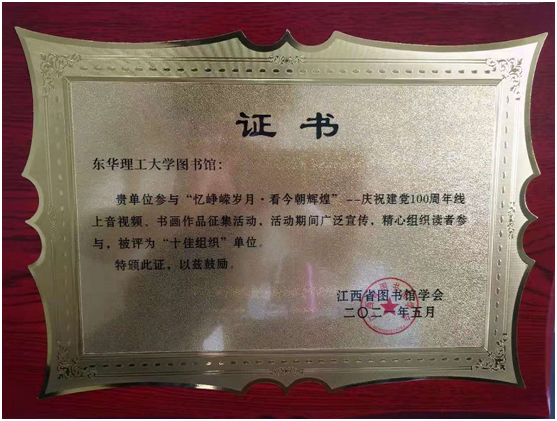 证书
东华理工大学图书馆：
贵单位参与“忆峥嵘岁月·看今朝辉煌”--庆祝建党100周年线
上音视频、书画作品征集活动，活动期间广泛宣传，精心组织读者参
与，被评为“十佳组织”单位。
特颁此证，以兹鼓励。
江西省图书馆学会
二〇二一年五月